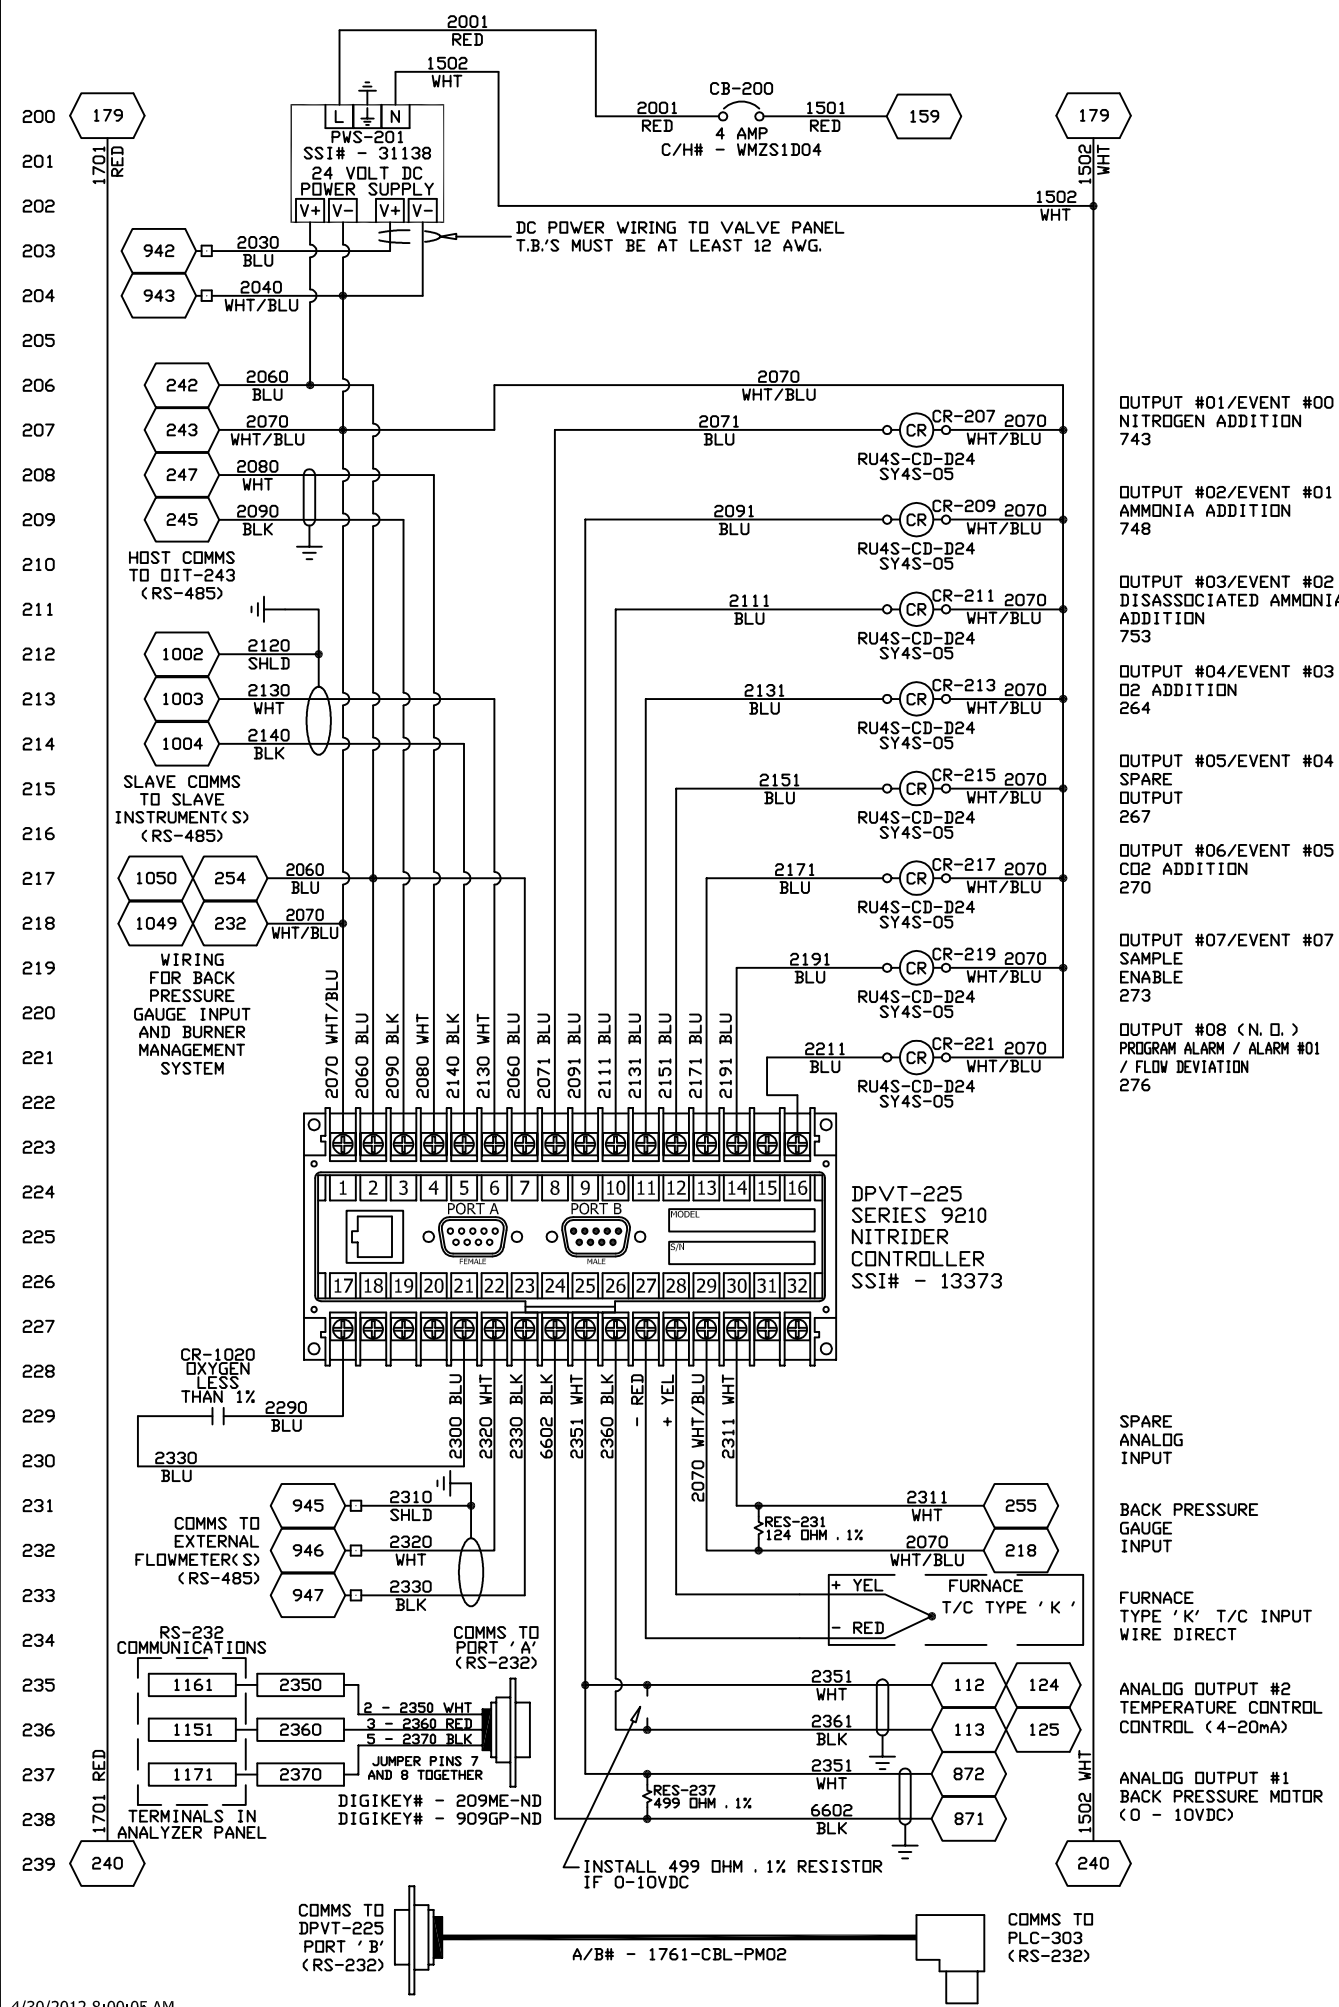 2001
RED
1502
WHT
CB-200
200
179
L
N
2001
RED
4 AMP
C/H# - WMZS1D04
1501
RED
159
179
PWS-201
SSI# - 31138
24 VOLT DC
POWER SUPPLY
201
1701 RED
1502 WHT
202
V+
V-
V+
V-
1502
WHT
DC POWER WIRING TO VALVE PANEL
T.B.'S MUST BE AT LEAST 12 AWG.
203
942
2030
BLU
204
943
2040
WHT/BLU
205
206
242
2060
BLU
2070
WHT/BLU
207
243
2070
WHT/BLU
2071
BLU
CR
CR-207
2070
WHT/BLU
RU4S-CD-D24
SY4S-05
OUTPUT #01/EVENT #00
NITROGEN ADDITION
743
208
247
2080
WHT
209
245
2090
BLK
2091
BLU
CR
CR-209
2070
WHT/BLU
RU4S-CD-D24
SY4S-05
OUTPUT #02/EVENT #01
AMMONIA ADDITION
748
210
HOST COMMS
TO OIT-243
(RS-485)
211
2111
BLU
CR
CR-211
2070
WHT/BLU
RU4S-CD-D24
SY4S-05
OUTPUT #03/EVENT #02
DISASSOCIATED AMMONIA
ADDITION
753
212
1002
2120
SHLD
213
1003
2130
WHT
2131
BLU
CR
CR-213
2070
WHT/BLU
RU4S-CD-D24
SY4S-05
OUTPUT #04/EVENT #03
O2 ADDITION
264
214
1004
2140
BLK
SLAVE COMMS
TO SLAVE
INSTRUMENT(S)
(RS-485)
215
2151
BLU
CR
CR-215
2070
WHT/BLU
RU4S-CD-D24
SY4S-05
OUTPUT #05/EVENT #04
SPARE
OUTPUT
267
216
217
1050
254
2060
BLU
2171
BLU
CR
CR-217
2070
WHT/BLU
RU4S-CD-D24
SY4S-05
OUTPUT #06/EVENT #05
CO2 ADDITION
270
218
1049
232
2070
WHT/BLU
WIRING
FOR BACK
PRESSURE
GAUGE INPUT
AND BURNER
MANAGEMENT
SYSTEM
219
2191
BLU
CR
CR-219
2070
WHT/BLU
RU4S-CD-D24
SY4S-05
OUTPUT #07/EVENT #07
SAMPLE
ENABLE
273
220
221
2211
BLU
CR
CR-221
2070
WHT/BLU
RU4S-CD-D24
SY4S-05
OUTPUT #08 (N.O.)
PROGRAM ALARM / ALARM #01
/ FLOW DEVIATION
276
222
2070 WHT/BLU
2060 BLU
2090 BLK
2080 WHT
2140 BLK
2130 WHT
2060 BLU
2071 BLU
2091 BLU
2111 BLU
2131 BLU
2151 BLU
2171 BLU
2191 BLU
223
224
1 2 3 4 5 6 7 8 9 10 11 12 13 14 15 16
225
PORT A
FEMALE
PORT B
MALE
MODEL
S/N
DPVT-225
SERIES 9210
NITRIDER
CONTROLLER
SSI# - 13373
226
17 18 19 20 21 22 23 24 25 26 27 28 29 30 31 32
227
228
CR-1020
OXYGEN
LESS
THAN 1%
229
2290
BLU
230
2330
BLU
2300 BLU
2320 WHT
2330 BLK
6602 BLK
2351 WHT
2360 BLK
- RED
+ YEL
2070 WHT/BLU
2311 WHT
SPARE
ANALOG
INPUT
231
945
2310
SHLD
RES-231
124 OHM .1%
2311
WHT
255
BACK PRESSURE
GAUGE
INPUT
232
COMMS TO
EXTERNAL
FLOWMETER(S)
(RS-485)
946
2320
WHT
2070
WHT/BLU
218
233
947
2330
BLK
+ YEL
FURNACE
T/C TYPE 'K'
- RED
FURNACE
TYPE 'K' T/C INPUT
WIRE DIRECT
234
RS-232
COMMUNICATIONS
COMMS TO
PORT 'A'
(RS-232)
235
1161
2350
2351
WHT
112
124
ANALOG OUTPUT #2
TEMPERATURE CONTROL
CONTROL (4-20mA)
236
1151
2360
2 - 2350 WHT
3 - 2360 RED
5 - 2370 BLK
2361
BLK
113
125
237
1171
2370
JUMPER PINS 7
AND 8 TOGETHER
2351
WHT
872
ANALOG OUTPUT #1
BACK PRESSURE MOTOR
(0 - 10VDC)
238
1701 RED
TERMINALS IN
ANALYZER PANEL
DIGIKEY# - 209ME-ND
DIGIKEY# - 909GP-ND
RES-237
499 OHM .1%
6602
BLK
871
1502 WHT
239
240
INSTALL 499 OHM .1% RESISTOR
IF 0-10VDC
240
COMMS TO
DPVT-225
PORT 'B'
(RS-232)
A/B# - 1761-CBL-PM02
COMMS TO
PLC-303
(RS-232)
4/30/2012 8:00:05 AM